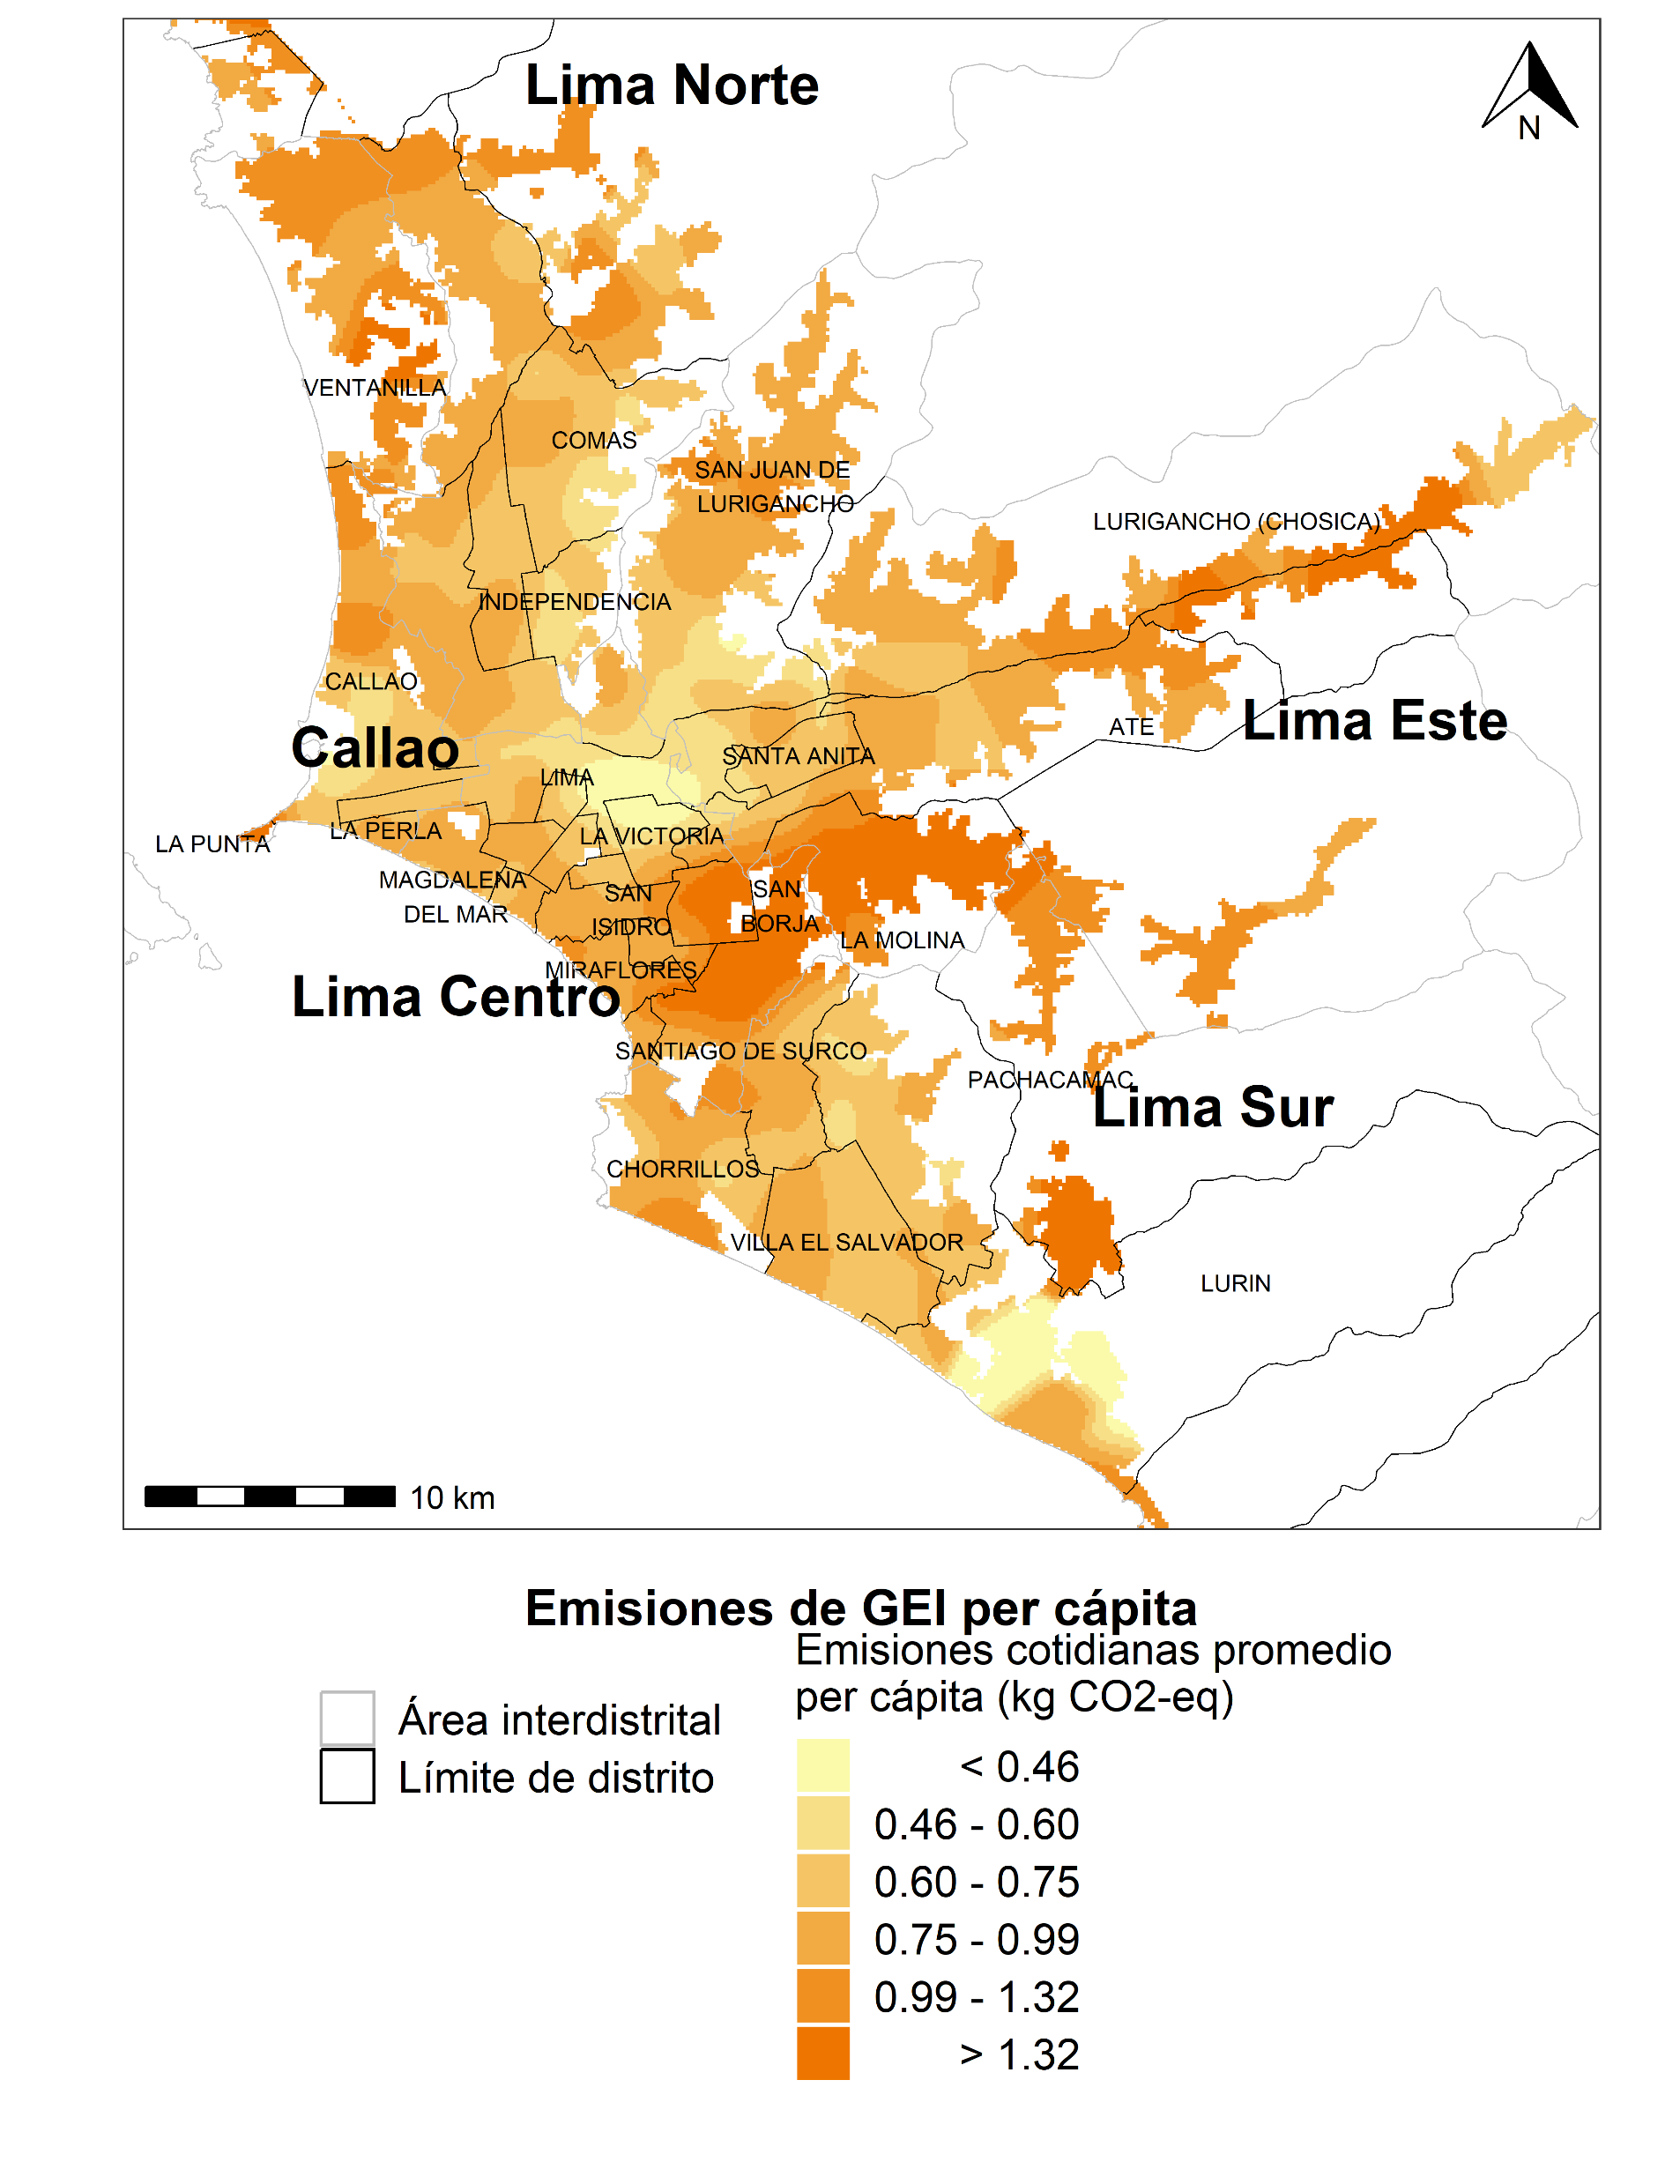 Lima Norte
N
VENTANILLA
COMAS
SAN JUAN DE
LURIGANCHO
LURIGANCHO (CHOSICA)
INDEPENDENCIA
CALLAO
Callao
ATE
Lima Este
SANTA ANITA
LIMA
LA VICTORIA
LA PERLA
LA PUNTA
MAGDALENA
DEL MAR
SAN
ISIDRO
SAN
BORJA
LA MOLINA
MIRAFLORES
Lima Centro
SANTIAGO DE SURCO
PACHACAMAC
Lima Sur
CHORRILLOS
VILLA EL SALVADOR
LURIN
10 km
Emisiones de GEI per cápita
Emisiones cotidianas promedio
per cápita (kg CO2-eq)
Área interdistrital
Límite de distrito
< 0.46
0.46 - 0.60
0.60 - 0.75
0.75 - 0.99
0.99 - 1.32
> 1.32